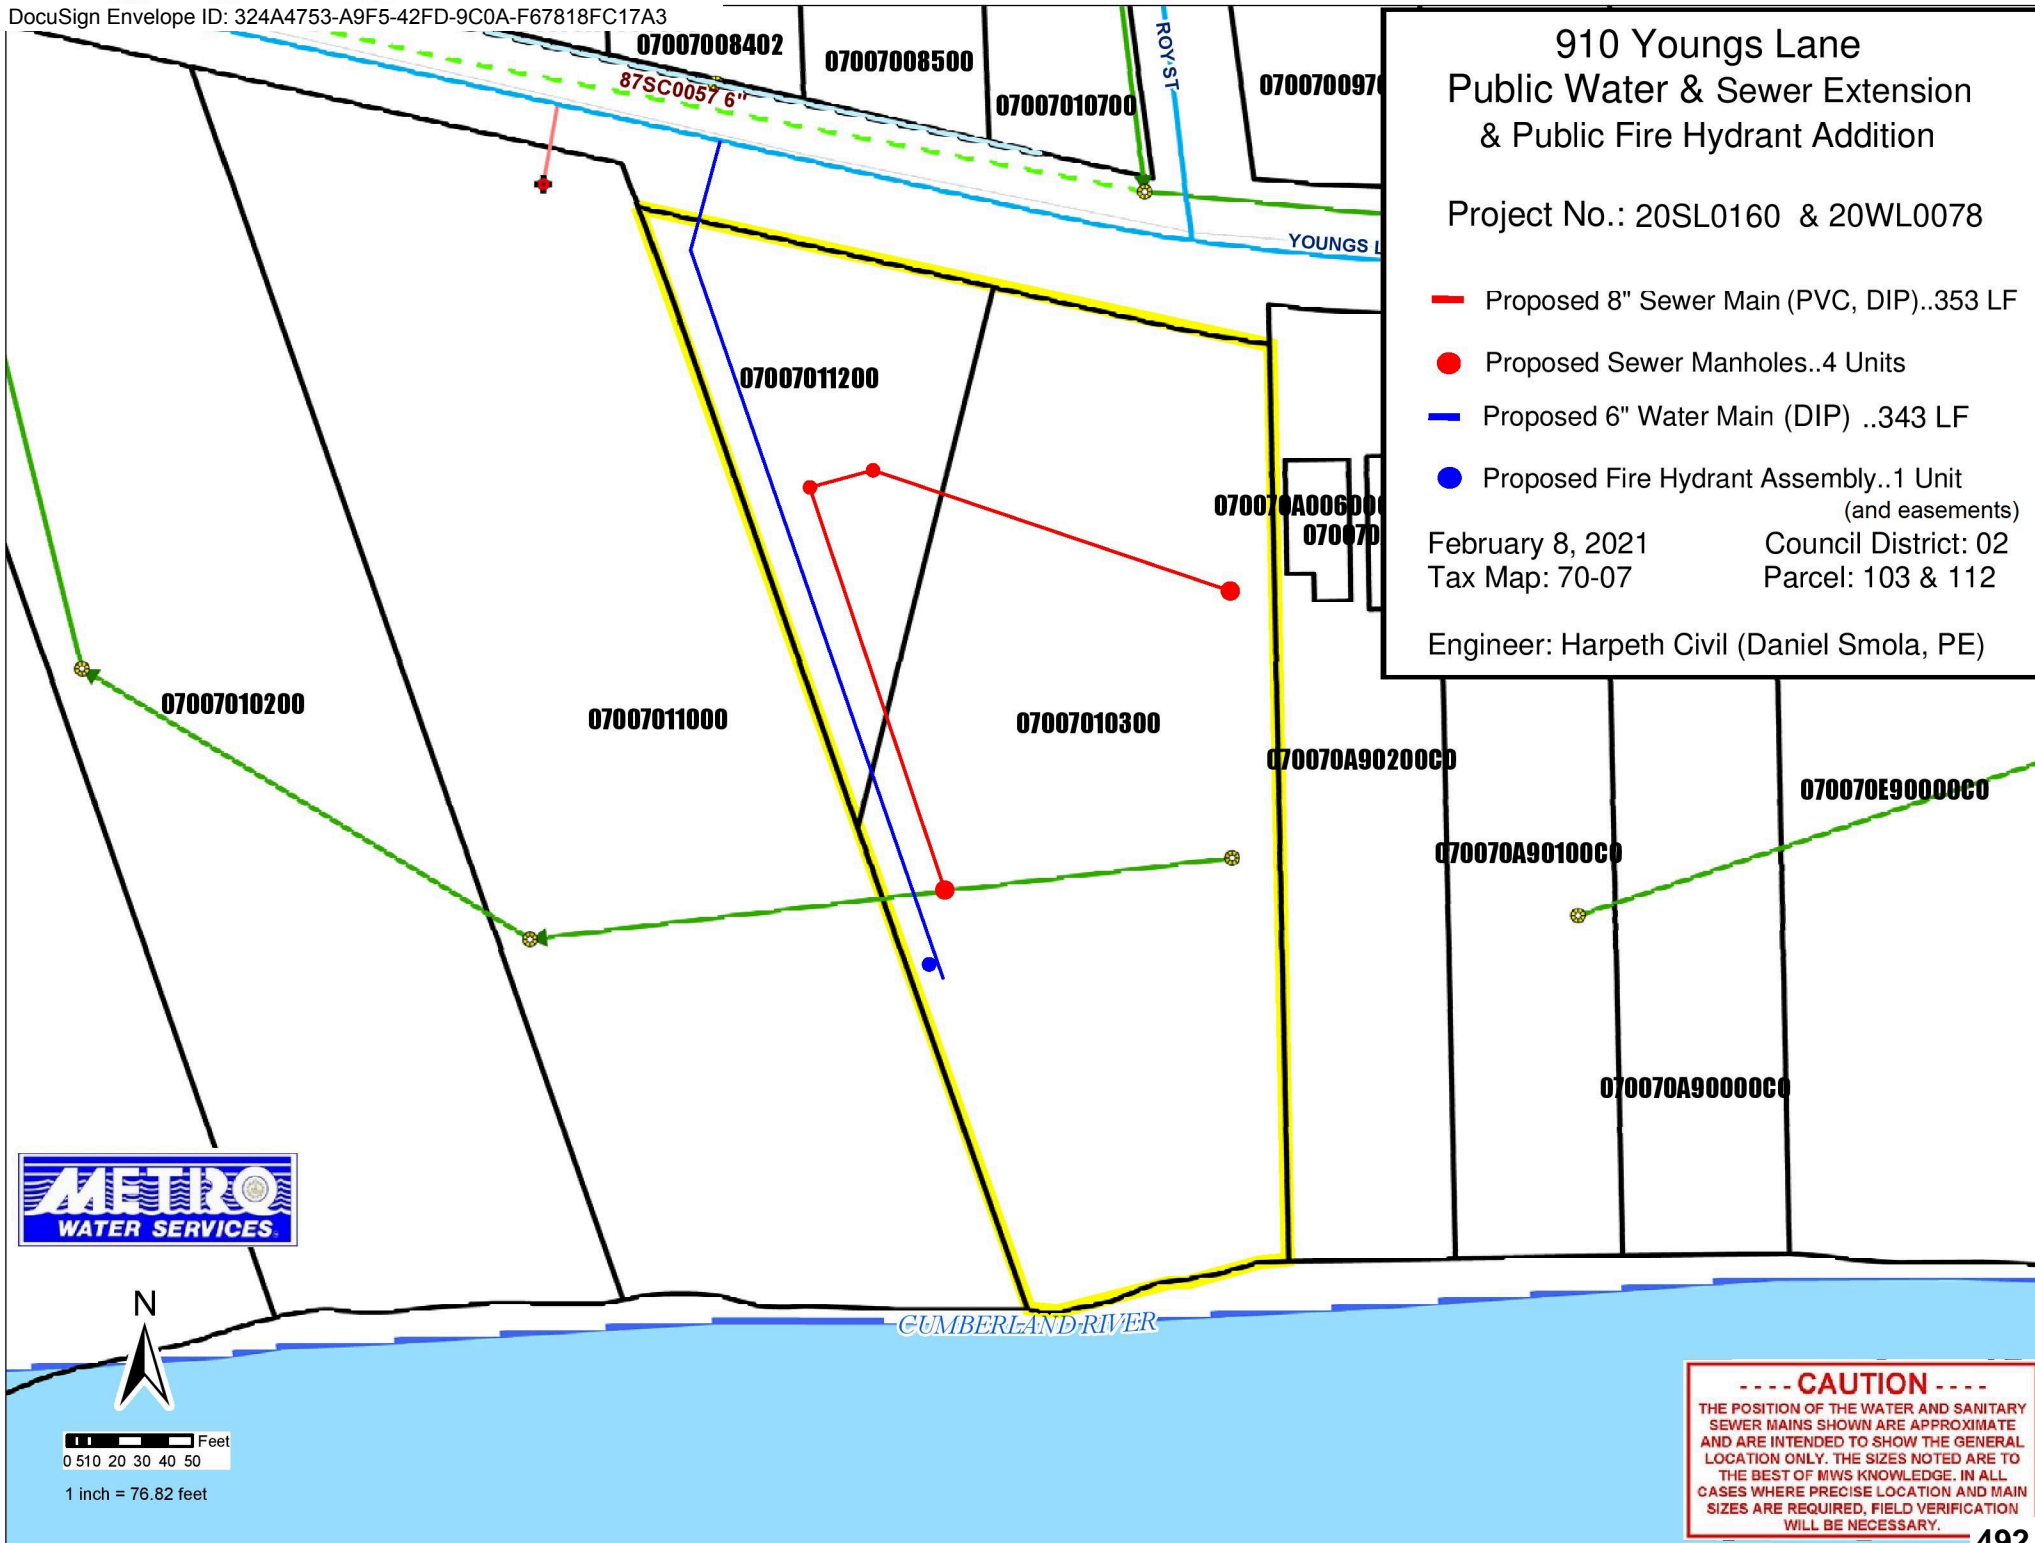 DocuSign Envelope ID: 324A4753-A9F5-42FD-9C0A-F67818FC17A3
910 Youngs Lane
Public Water & Sewer Extension
& Public Fire Hydrant Addition
Project No.: 20SL0160 & 20WL0078
Proposed 8" Sewer Main (PVC, DIP)..353 LF
Proposed Sewer Manholes..4 Units
Proposed 6" Water Main (DIP) ..343 LF
Proposed Fire Hydrant Assembly..1 Unit
(and easements)
February 8, 2021 Council District: 02
Tax Map: 70-07 Parcel: 103 & 112
Engineer: Harpeth Civil (Daniel Smola, PE)
07007008402
07007008500
07007010700
ROY ST
87SC0057 6"
YOUNGS
07007011200
070070A00600
07007010200
07007011000
07007010300
070070A90200CO
070070E90000CO
070070A90100CO
070070A90000CO
METRO
WATER SERVICES
CUMBERLAND RIVER
N
Feet
0 510 20 30 40 50
1 inch = 76.82 feet
- - - - CAUTION - - - -
THE POSITION OF THE WATER AND SANITARY
SEWER MAINS SHOWN ARE APPROXIMATE
AND ARE INTENDED TO SHOW THE GENERAL
LOCATION ONLY. THE SIZES NOTED ARE TO
THE BEST OF MWS KNOWLEDGE. IN ALL
CASES WHERE PRECISE LOCATION AND MAIN
SIZES ARE REQUIRED, FIELD VERIFICATION
WILL BE NECESSARY.
492